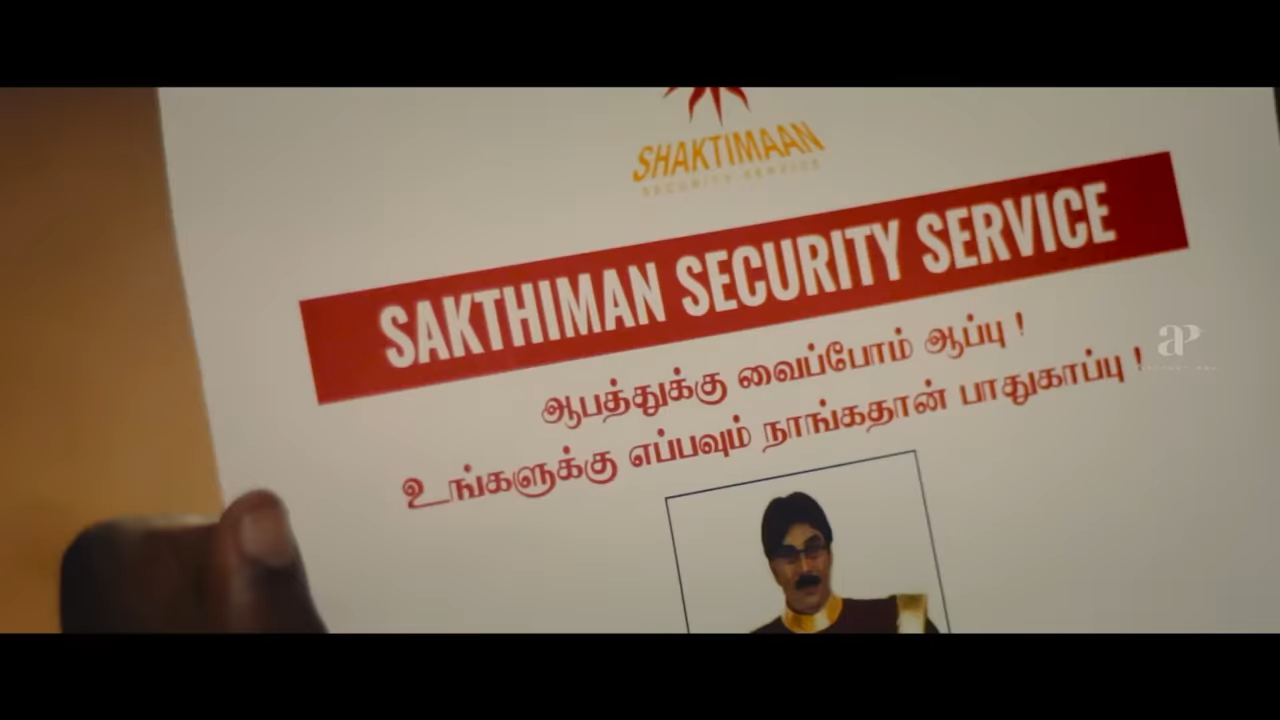 SHAKTIMAAN
SECURITY SERVICE
SAKTHIMAN SECURITY SERVICE
ஆபத்துக்கு வைப்போம் ஆப்பு !
உங்களுக்கு எப்பவும் நாங்கதான் பாதுகாப்பு !